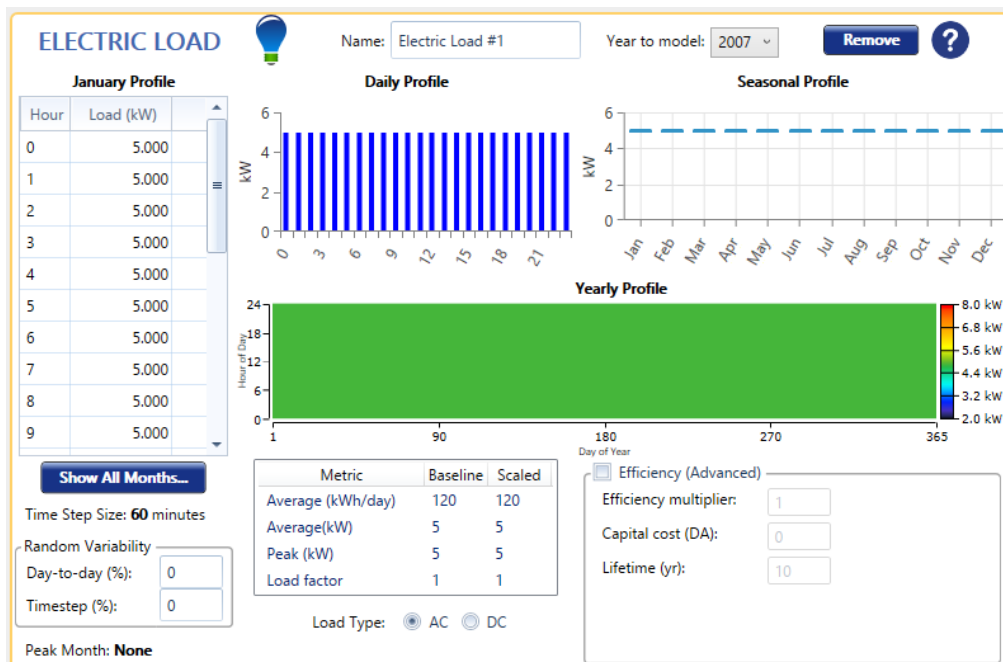 ELECTRIC LOAD
Name: Electric Load #1
Year to model: 2007
Remove
?
January Profile
Hour Load (kW)
0 5.000
1 5.000
2 5.000
3 5.000
4 5.000
5 5.000
6 5.000
7 5.000
8 5.000
9 5.000
Show All Months...
Time Step Size: 60 minutes
Random Variability
Day-to-day (%): 0
Timestep (%): 0
Peak Month: None
Daily Profile
kW
6
4
2
0
0 3 6 9 12 15 18 21
Seasonal Profile
kW
6
4
2
0
Jan Feb Mar Apr May Jun Jul Aug Sep Oct Nov Dec
Yearly Profile
Hour of Day
24
18
12
6
0
1 90 180 270 365
Day of Year
8.0 kW
6.8 kW
5.6 kW
4.4 kW
3.2 kW
2.0 kW
Metric Baseline Scaled
Average (kWh/day) 120 120
Average(kW) 5 5
Peak (kW) 5 5
Load factor 1 1
Load Type: AC DC
Efficiency (Advanced)
Efficiency multiplier: 1
Capital cost (DA): 0
Lifetime (yr): 10